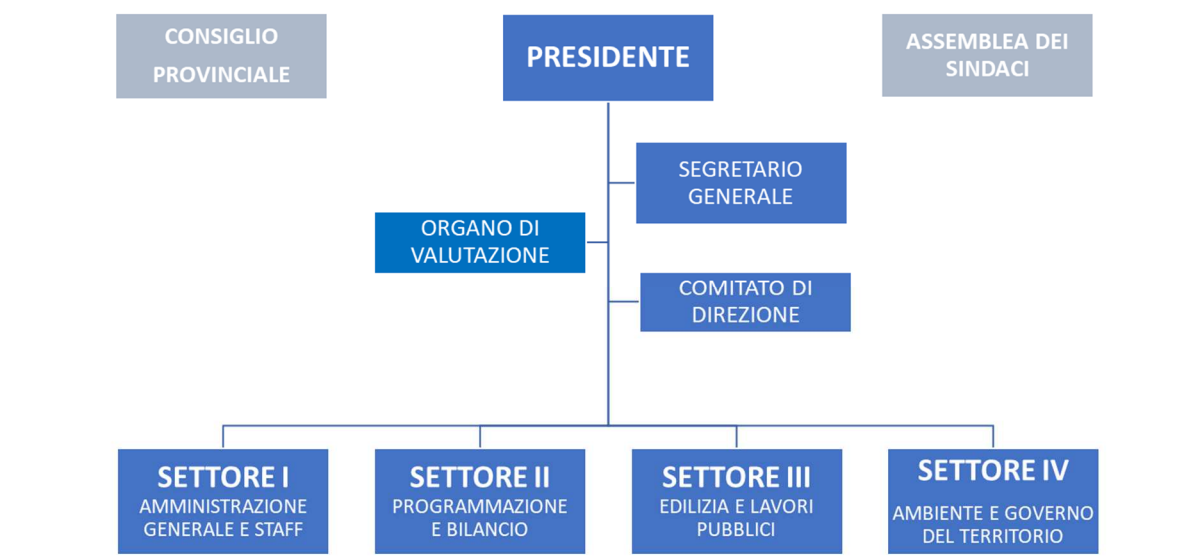 CONSIGLIO
PROVINCIALE
PRESIDENTE
ASSEMBLEA DEI
SINDACI
SEGRETARIO
GENERALE
ORGANO DI
VALUTAZIONE
COMITATO DI
DIREZIONE
SETTORE I
AMMINISTRAZIONE
GENERALE E STAFF
SETTORE II
PROGRAMMAZIONE
E BILANCIO
SETTORE III
EDILIZIA E LAVORI
PUBBLICI
SETTORE IV
AMBIENTE E GOVERNO
DEL TERRITORIO